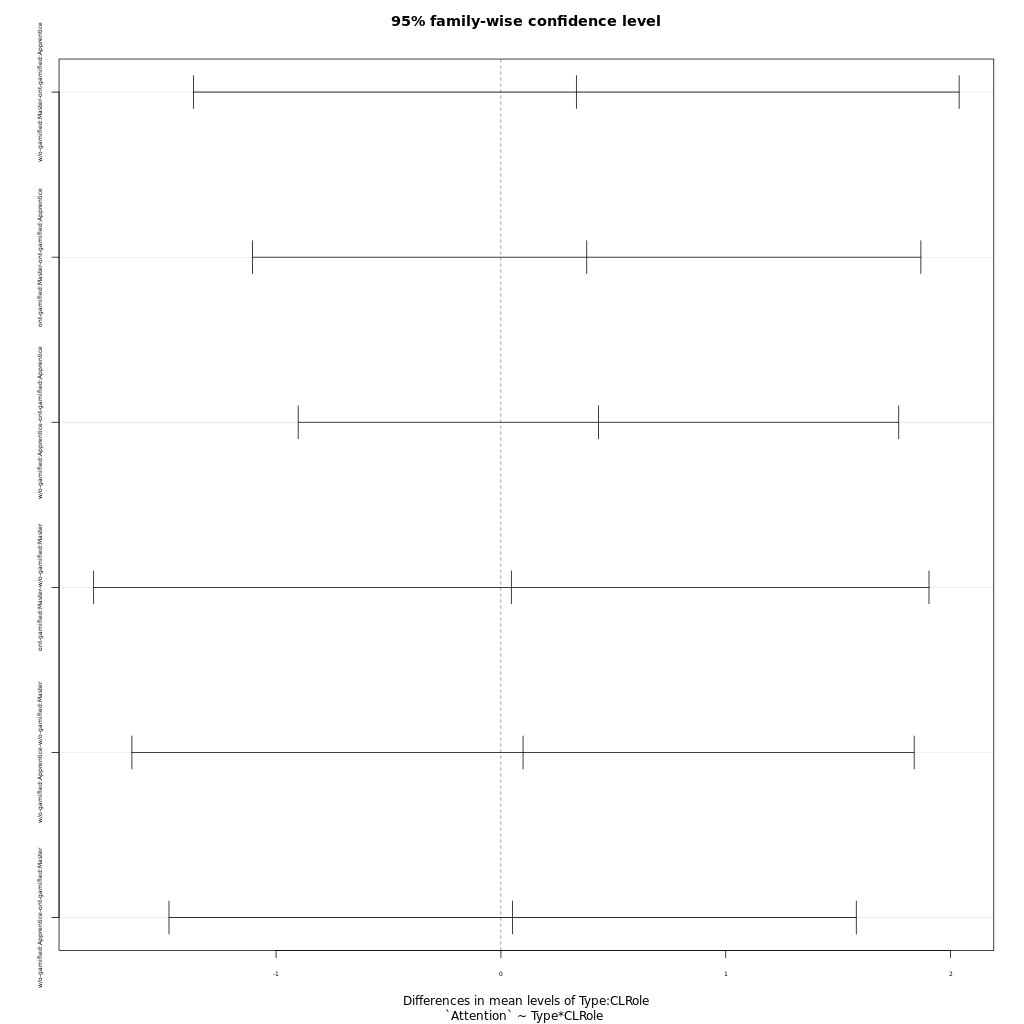 95% family-wise confidence level
w/o-gamified:Master-ont-gamified:Apprentice
ont-gamified:Master-ont-gamified:Apprentice
w/o-gamified:Apprentice-ont-gamified:Apprentice
ont-gamified:Master-w/o-gamified:Master
w/o-gamified:Apprentice-w/o-gamified:Master
w/o-gamified:Apprentice-ont-gamified:Master
-1 0 1 2
Differences in mean levels of Type:CLRole
`Attention` ~ Type*CLRole